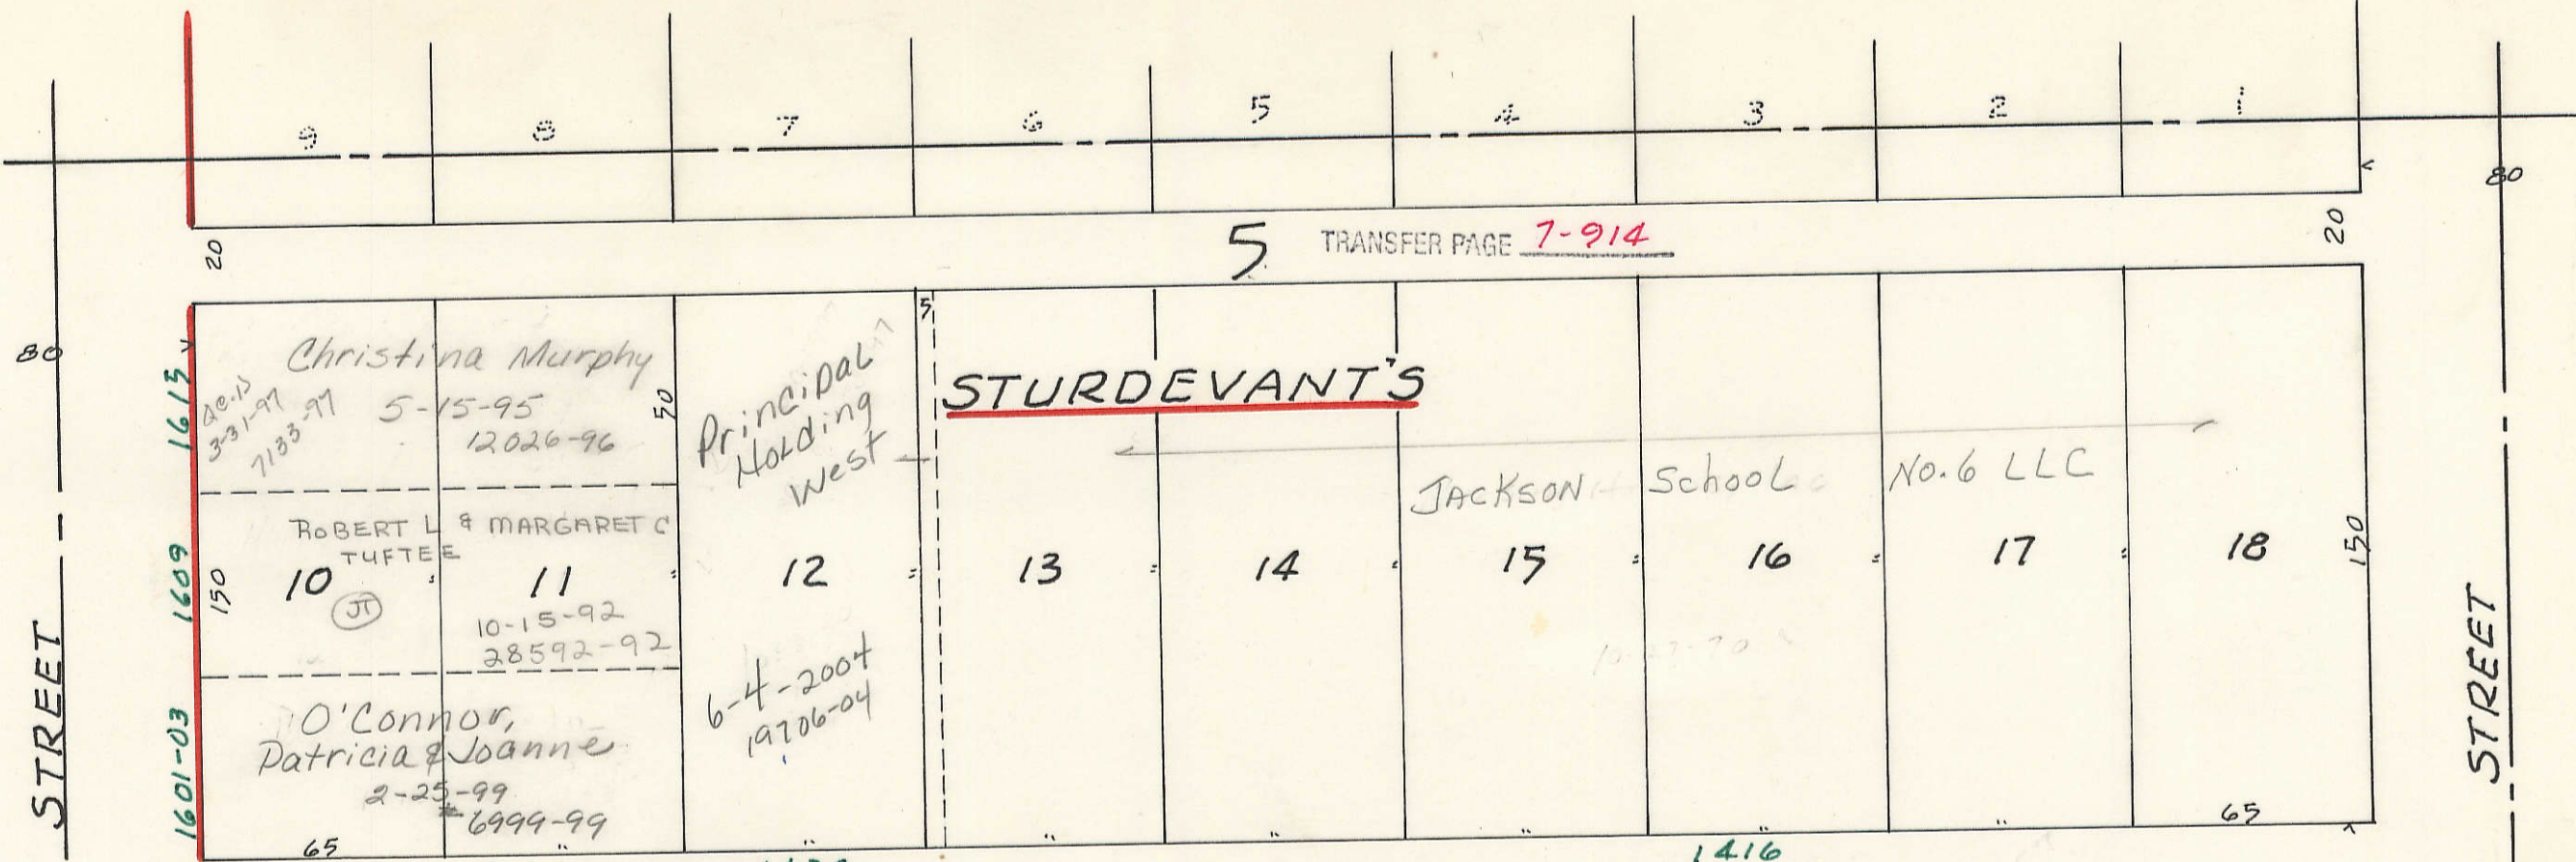 9 8 7 6 5 4 3 2 1
80
20 5 TRANSFER PAGE 7-914 20
80
5
1615
Christina Murphy
5-15-95
12026-96
3-31-97
7133-97
50
Principal
Holding
West
STURDEVANT'S
JACKSON School No. 6 LLC
1609
ROBERT L & MARGARET C
TUFTEE
150 10 11 12 13 14 15 16 17 18 150
JT
10-15-92
28592-92
6-4-2004
19706-04
STREET
1601-03
O'Connor,
Patricia & Joanne
2-25-99
# 6999-99
65
STREET
65
1416